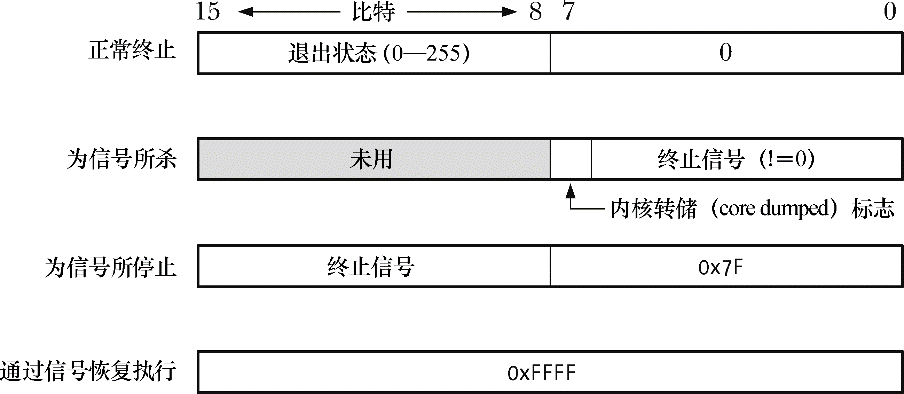 15 比特 8 7 0
正常终止 退出状态(0—255) 0
为信号所杀 未用 终止信号(!=0)
内核转储(core dumped)标志
为信号所停止 终止信号 0x7F
通过信号恢复执行 0xFFFF